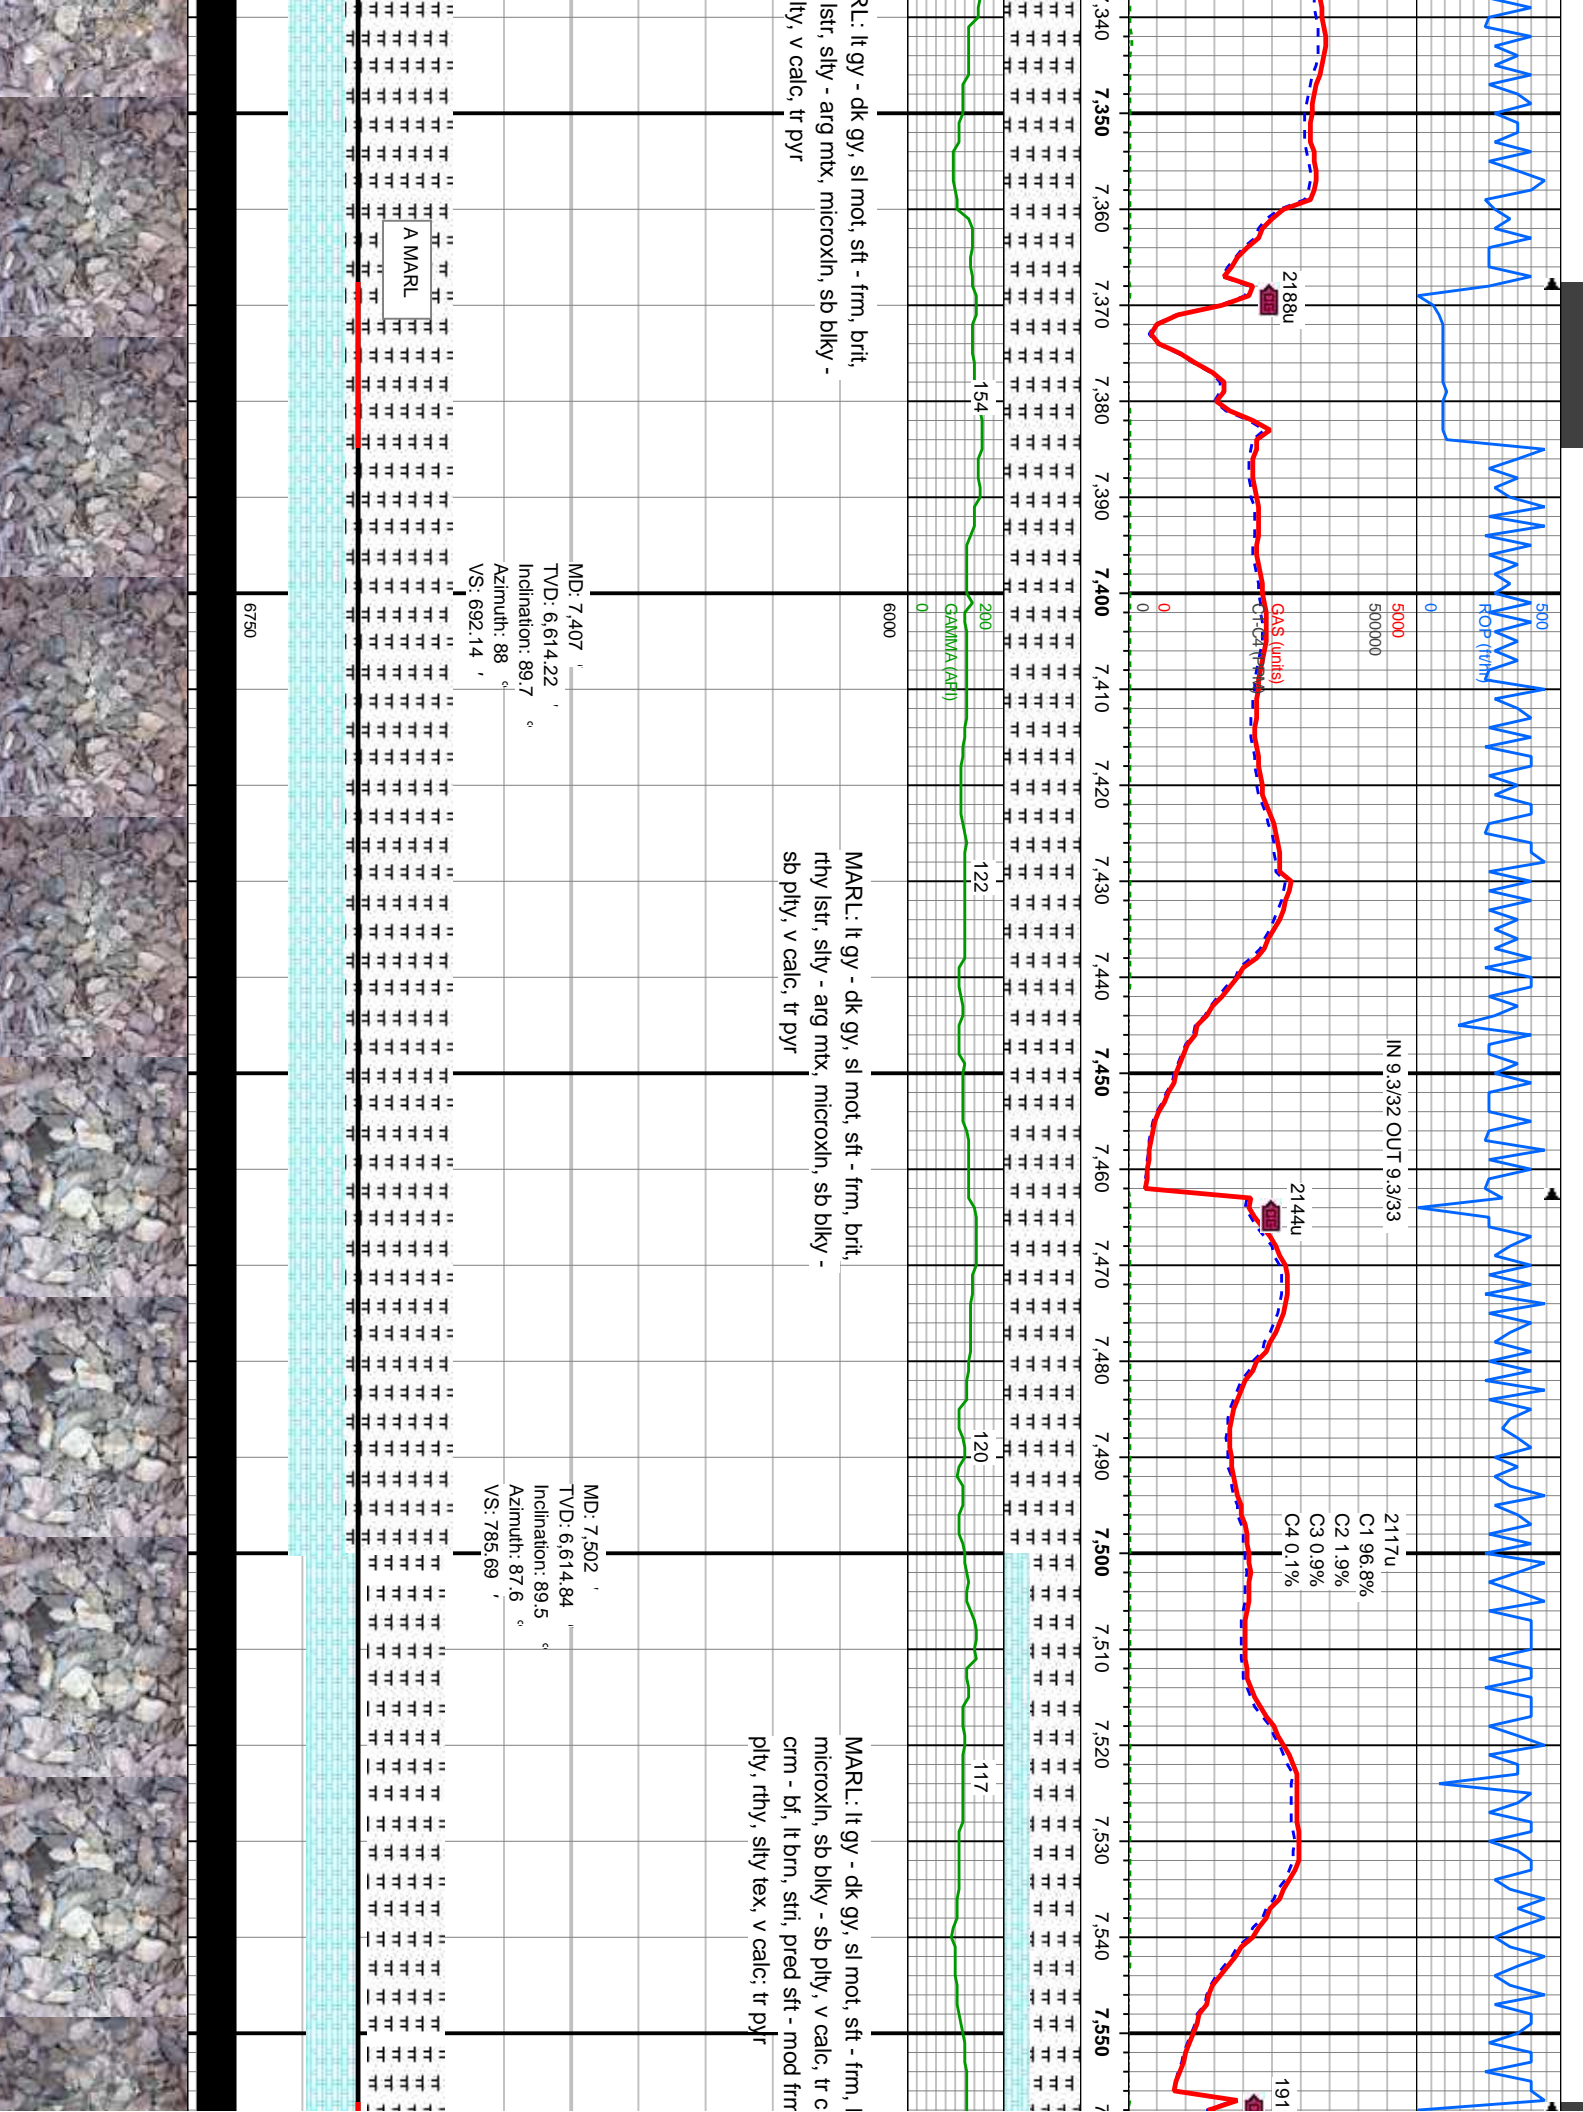 500
ROP (ft/hr)
0
5000
500000
GAS (units)
C1-C4 (PPM)
0
0
2188u
IN 9.3/32 OUT 9.3/33
2144u
2117u
C1 96.8%
C2 1.9%
C3 0.9%
C4 0.1%
191
7,340
7,350
7,360
7,370
7,380
7,390
7,400
7,410
7,420
7,430
7,440
7,450
7,460
7,470
7,480
7,490
7,500
7,510
7,520
7,530
7,540
7,550
200
GAMMA (API)
0
154
122
120
117
6000
6750
RL: lt gy - dk gy, sl mot, sft - frm, brit,
lstr, slty - arg mtx, microxln, sb blky -
lty, v calc, tr pyr
MARL: lt gy - dk gy, sl mot, sft - frm, brit,
rthy lstr, slty - arg mtx, microxln, sb blky -
sb plty, v calc, tr pyr
MARL: lt gy - dk gy, sl mot, sft - frm,
microxln, sb blky - sb plty, v calc, tr c
crm - bf, lt brn, stri, pred sft - mod frm
plty, rthy, slty tex, v calc; tr pyr
MD: 7,407 '
TVD: 6,614.22 '
Inclination: 89.7 °
Azimuth: 88 °
VS: 692.14 '
MD: 7,502 '
TVD: 6,614.84 '
Inclination: 89.5 °
Azimuth: 87.6 °
VS: 785.69 '
A MARL